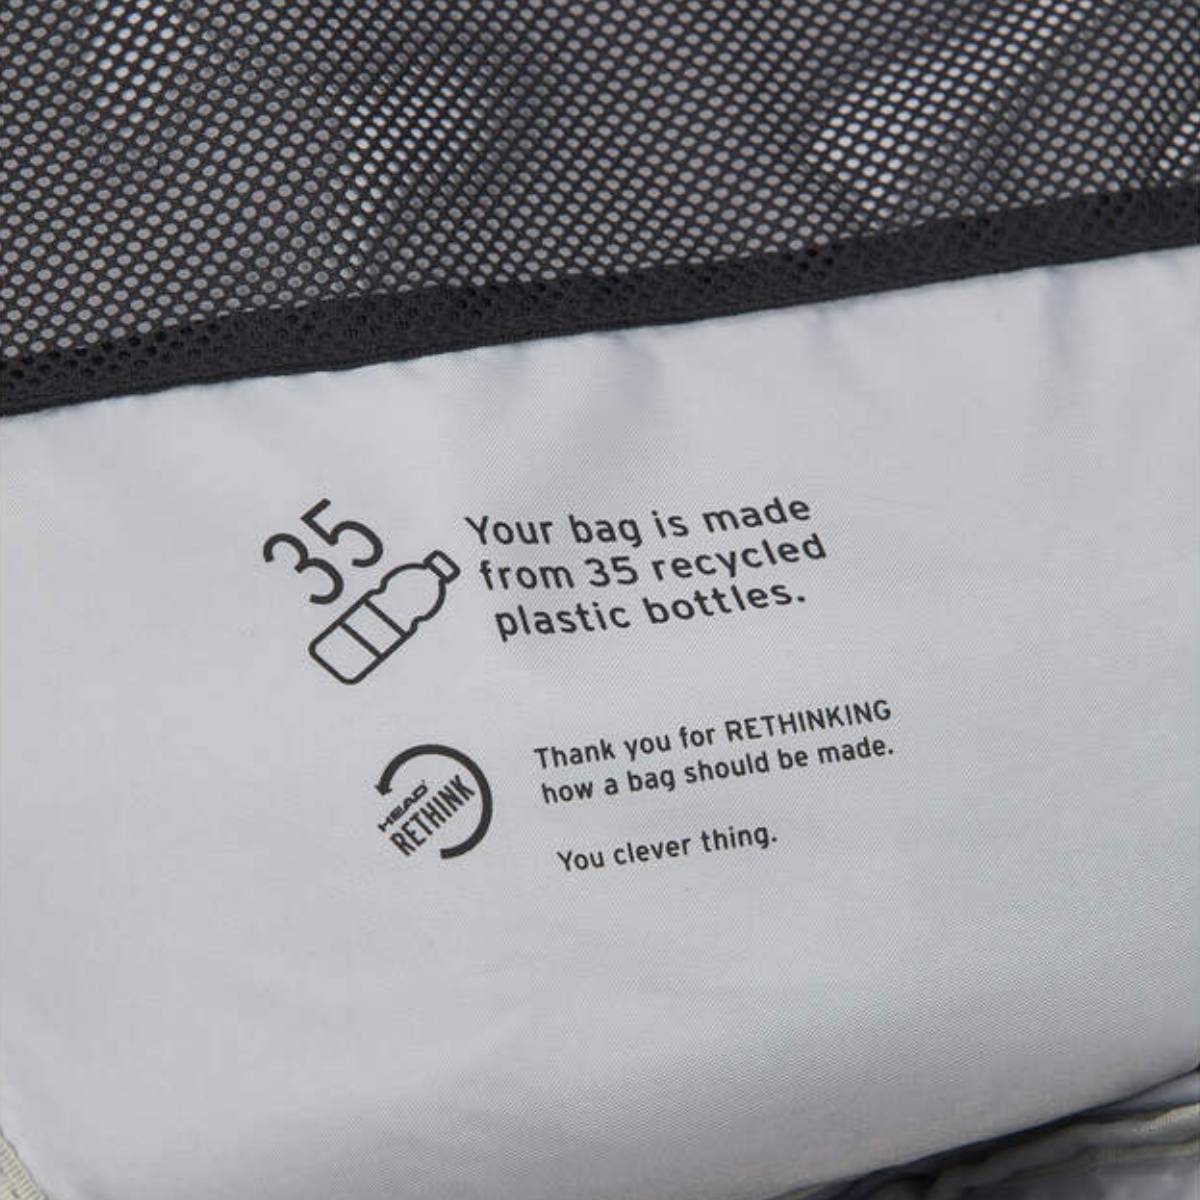 35
Your bag is made
from 35 recycled
plastic bottles.
HEAD
RETHINK
Thank you for RETHINKING
how a bag should be made.
You clever thing.